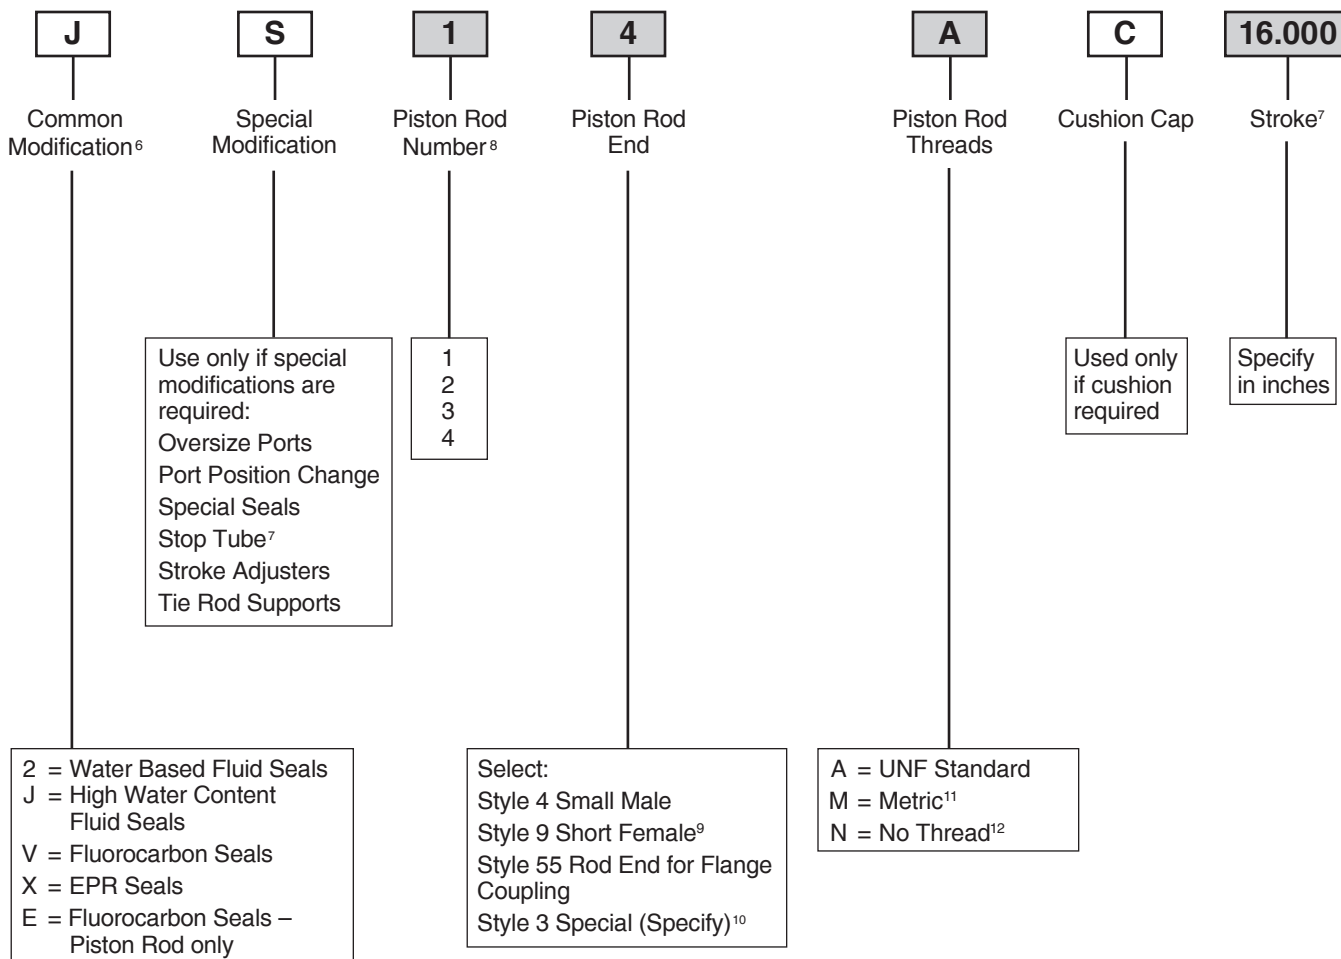 J S 1 4 A C 16.000
Common
Modification⁶
Special
Modification
Piston Rod
Number⁸
Piston Rod
End
Piston Rod
Threads
Cushion Cap
Stroke⁷
Use only if special
modifications are
required:
Oversize Ports
Port Position Change
Special Seals
Stop Tube⁷
Stroke Adjusters
Tie Rod Supports
1
2
3
4
Used only
if cushion
required
Specify
in inches
2 = Water Based Fluid Seals
J = High Water Content
Fluid Seals
V = Fluorocarbon Seals
X = EPR Seals
E = Fluorocarbon Seals –
Piston Rod only
Select:
Style 4 Small Male
Style 9 Short Female⁹
Style 55 Rod End for Flange
Coupling
Style 3 Special (Specify)¹⁰
A = UNF Standard
M = Metric¹¹
N = No Thread¹²